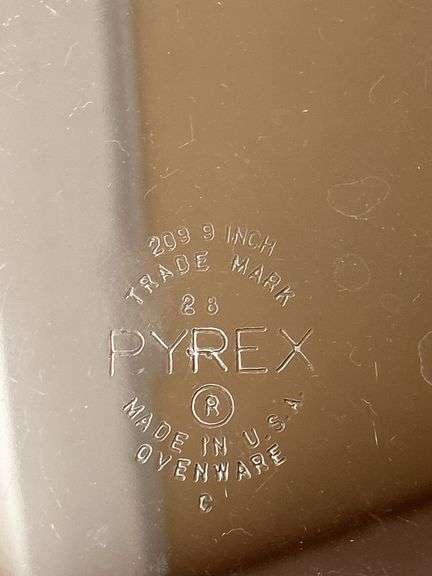 209 9 INCH
TRADE MARK
28
PYREX
®
MADE IN U.S.A.
OVENWARE
C